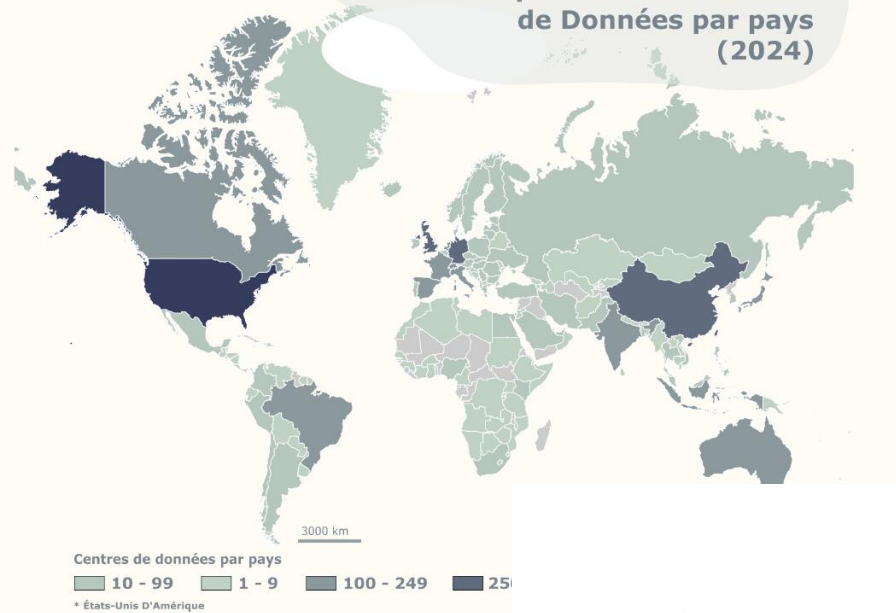 de Données par pays
(2024)
3000 km
Centres de données par pays
10 - 99 1 - 9 100 - 249
* États-Unis D'Amérique